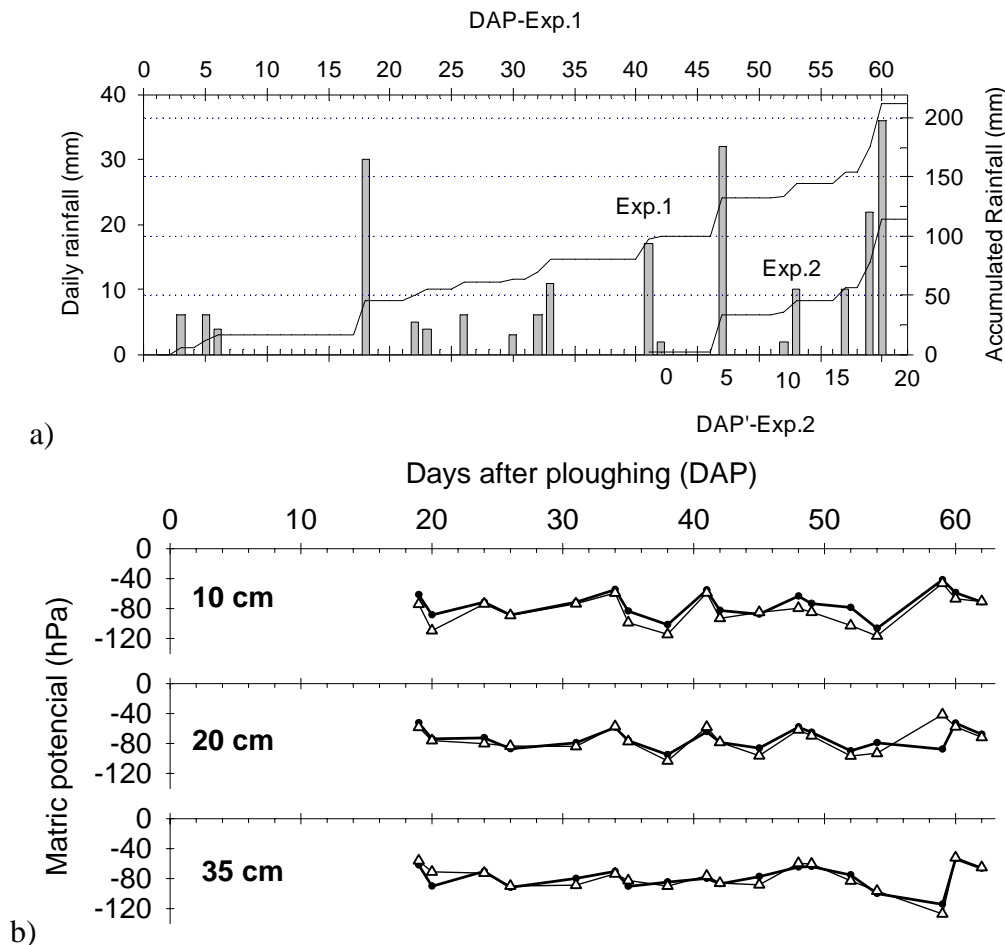 DAP-Exp.1
0 5 10 15 20 25 30 35 40 45 50 55 60
40
30
20
10
0
Daily rainfall (mm)
Exp.1
Exp.2
200
150
100
50
0
Accumulated Rainfall (mm)
0 5 10 15 20
DAP'-Exp.2
a)
Days after ploughing (DAP)
0 10 20 30 40 50 60
Matric potencial (hPa)
0
-40
-80
-120
10 cm
0
-40
-80
-120
20 cm
0
-40
-80
-120
35 cm
b)